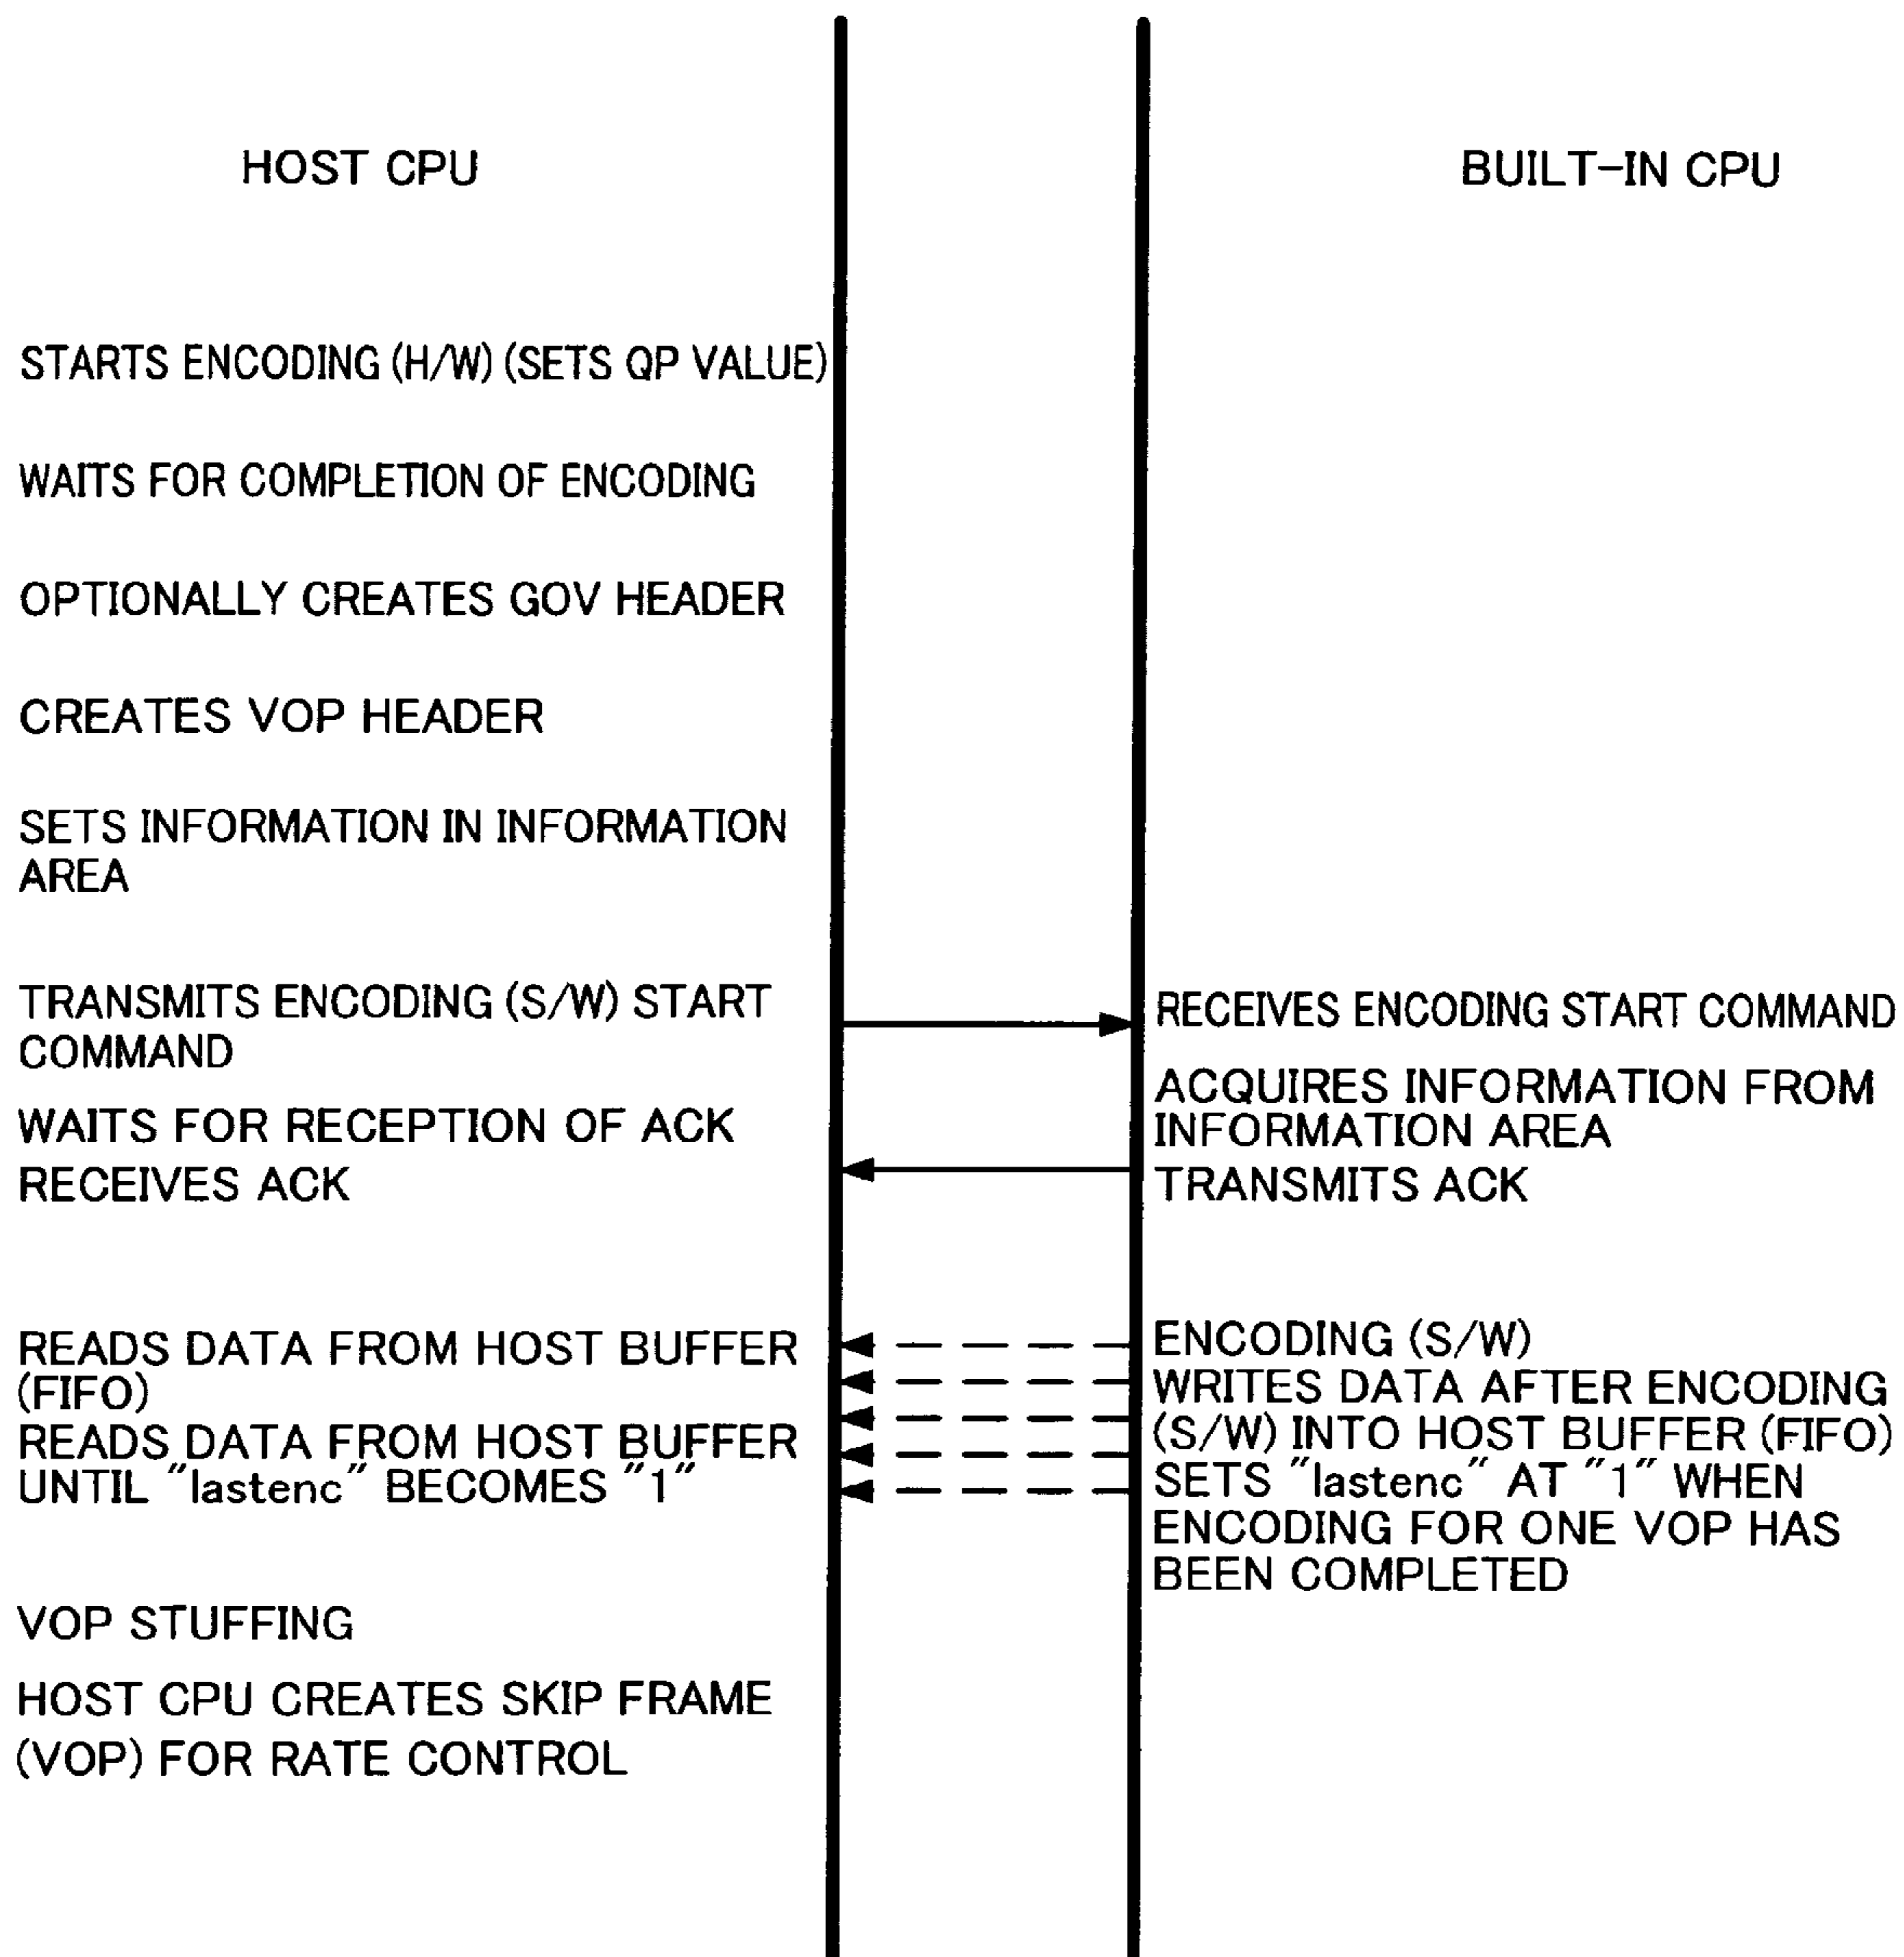 HOST CPU
BUILT-IN CPU
STARTS ENCODING (H/W) (SETS QP VALUE)
WAITS FOR COMPLETION OF ENCODING
OPTIONALLY CREATES GOV HEADER
CREATES VOP HEADER
SETS INFORMATION IN INFORMATION
AREA
TRANSMITS ENCODING (S/W) START
COMMAND
RECEIVES ENCODING START COMMAND
ACQUIRES INFORMATION FROM
INFORMATION AREA
WAITS FOR RECEPTION OF ACK
RECEIVES ACK
TRANSMITS ACK
READS DATA FROM HOST BUFFER
(FIFO)
READS DATA FROM HOST BUFFER
UNTIL "lastenc" BECOMES "1"
ENCODING (S/W)
WRITES DATA AFTER ENCODING
(S/W) INTO HOST BUFFER (FIFO)
SETS "lastenc" AT "1" WHEN
ENCODING FOR ONE VOP HAS
BEEN COMPLETED
VOP STUFFING
HOST CPU CREATES SKIP FRAME
(VOP) FOR RATE CONTROL